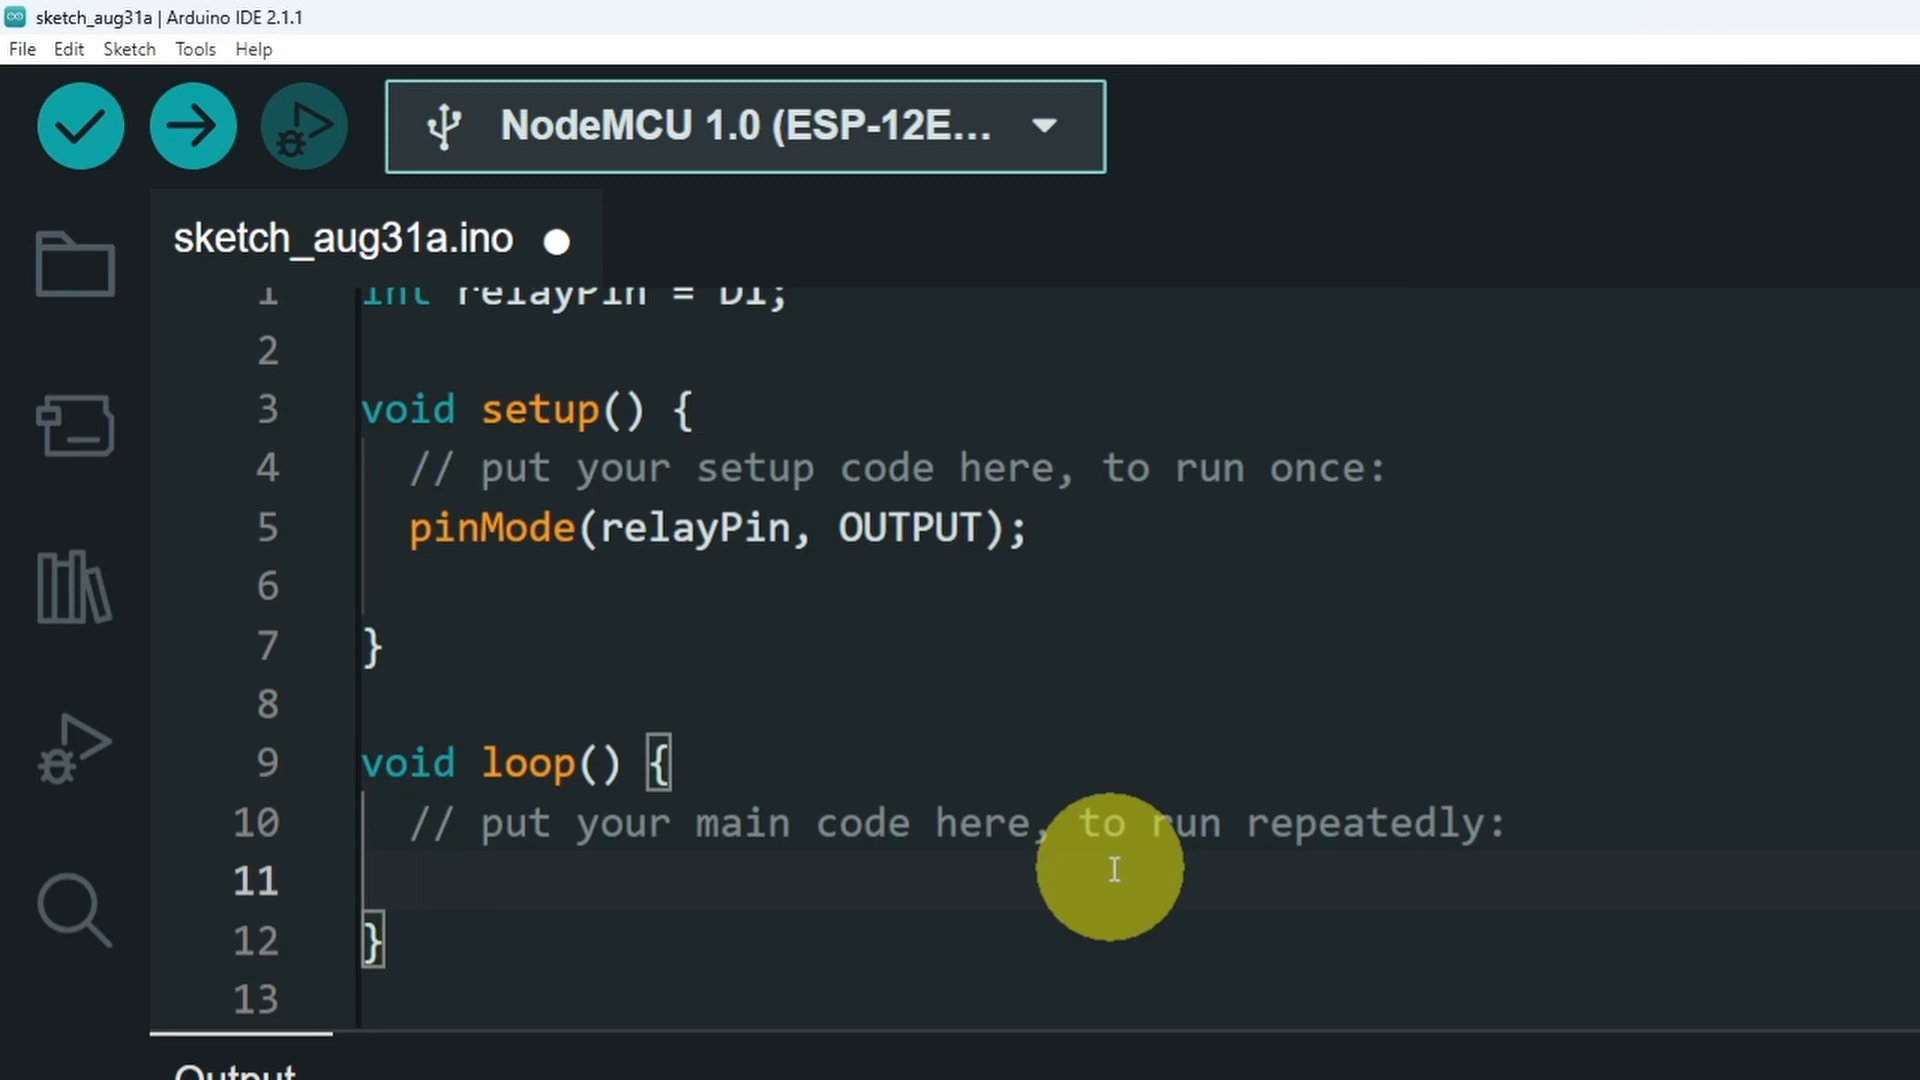 sketch_aug31a | Arduino IDE 2.1.1
File Edit Sketch Tools Help
NodeMCU 1.0 (ESP-12E...
sketch_aug31a.ino
1 int relayPin = D1;
2
3 void setup() {
4 // put your setup code here, to run once:
5 pinMode(relayPin, OUTPUT);
6
7 }
8
9 void loop() {
10 // put your main code here, to run repeatedly:
11
12 }
13
Output